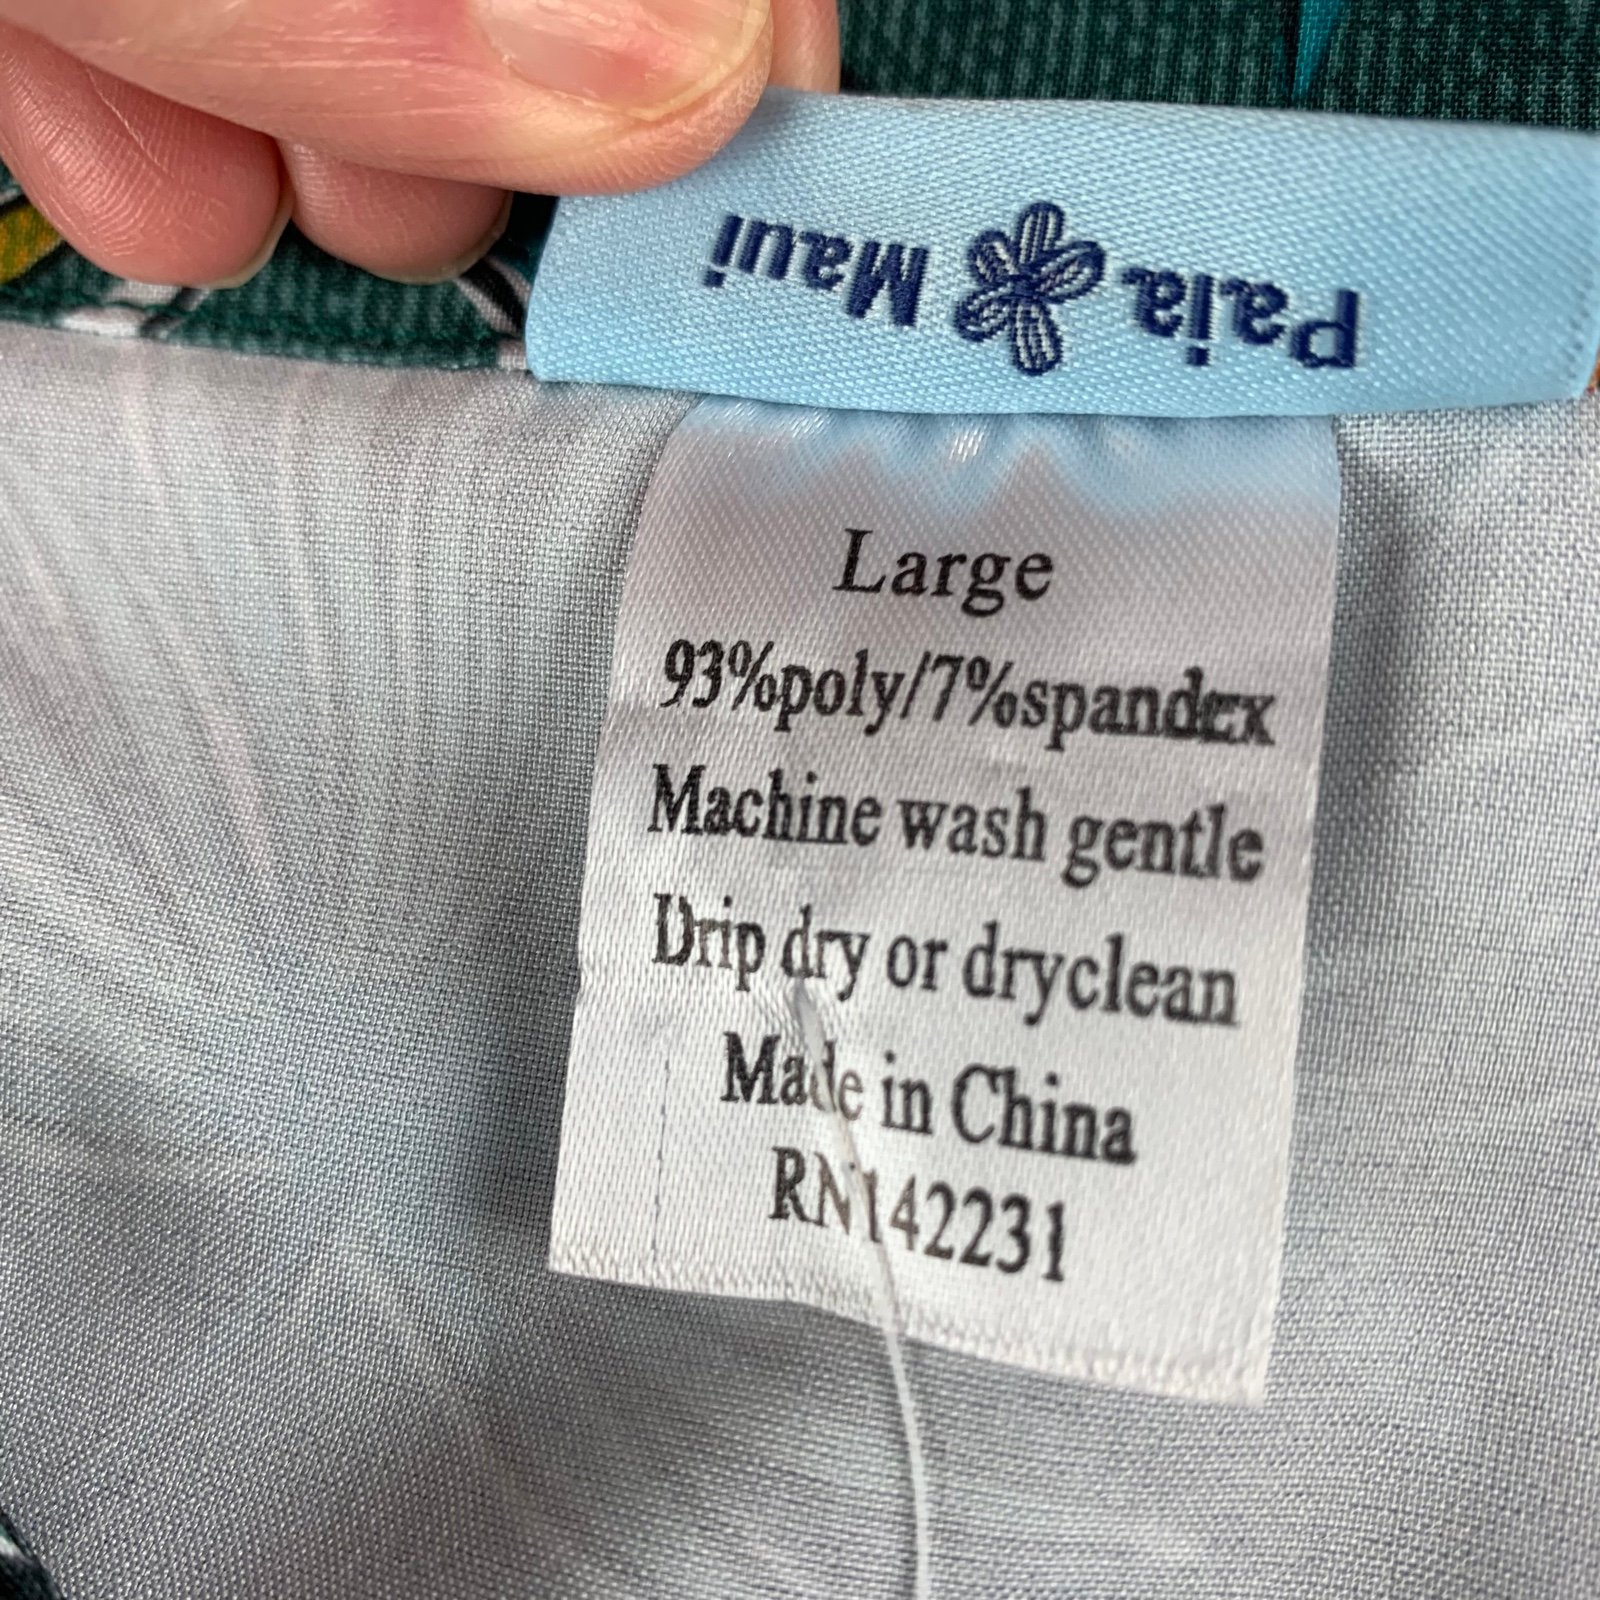 Paia Maui
Large
93%poly/7%spandex
Machine wash gentle
Drip dry or dryclean
Made in China
RN142231